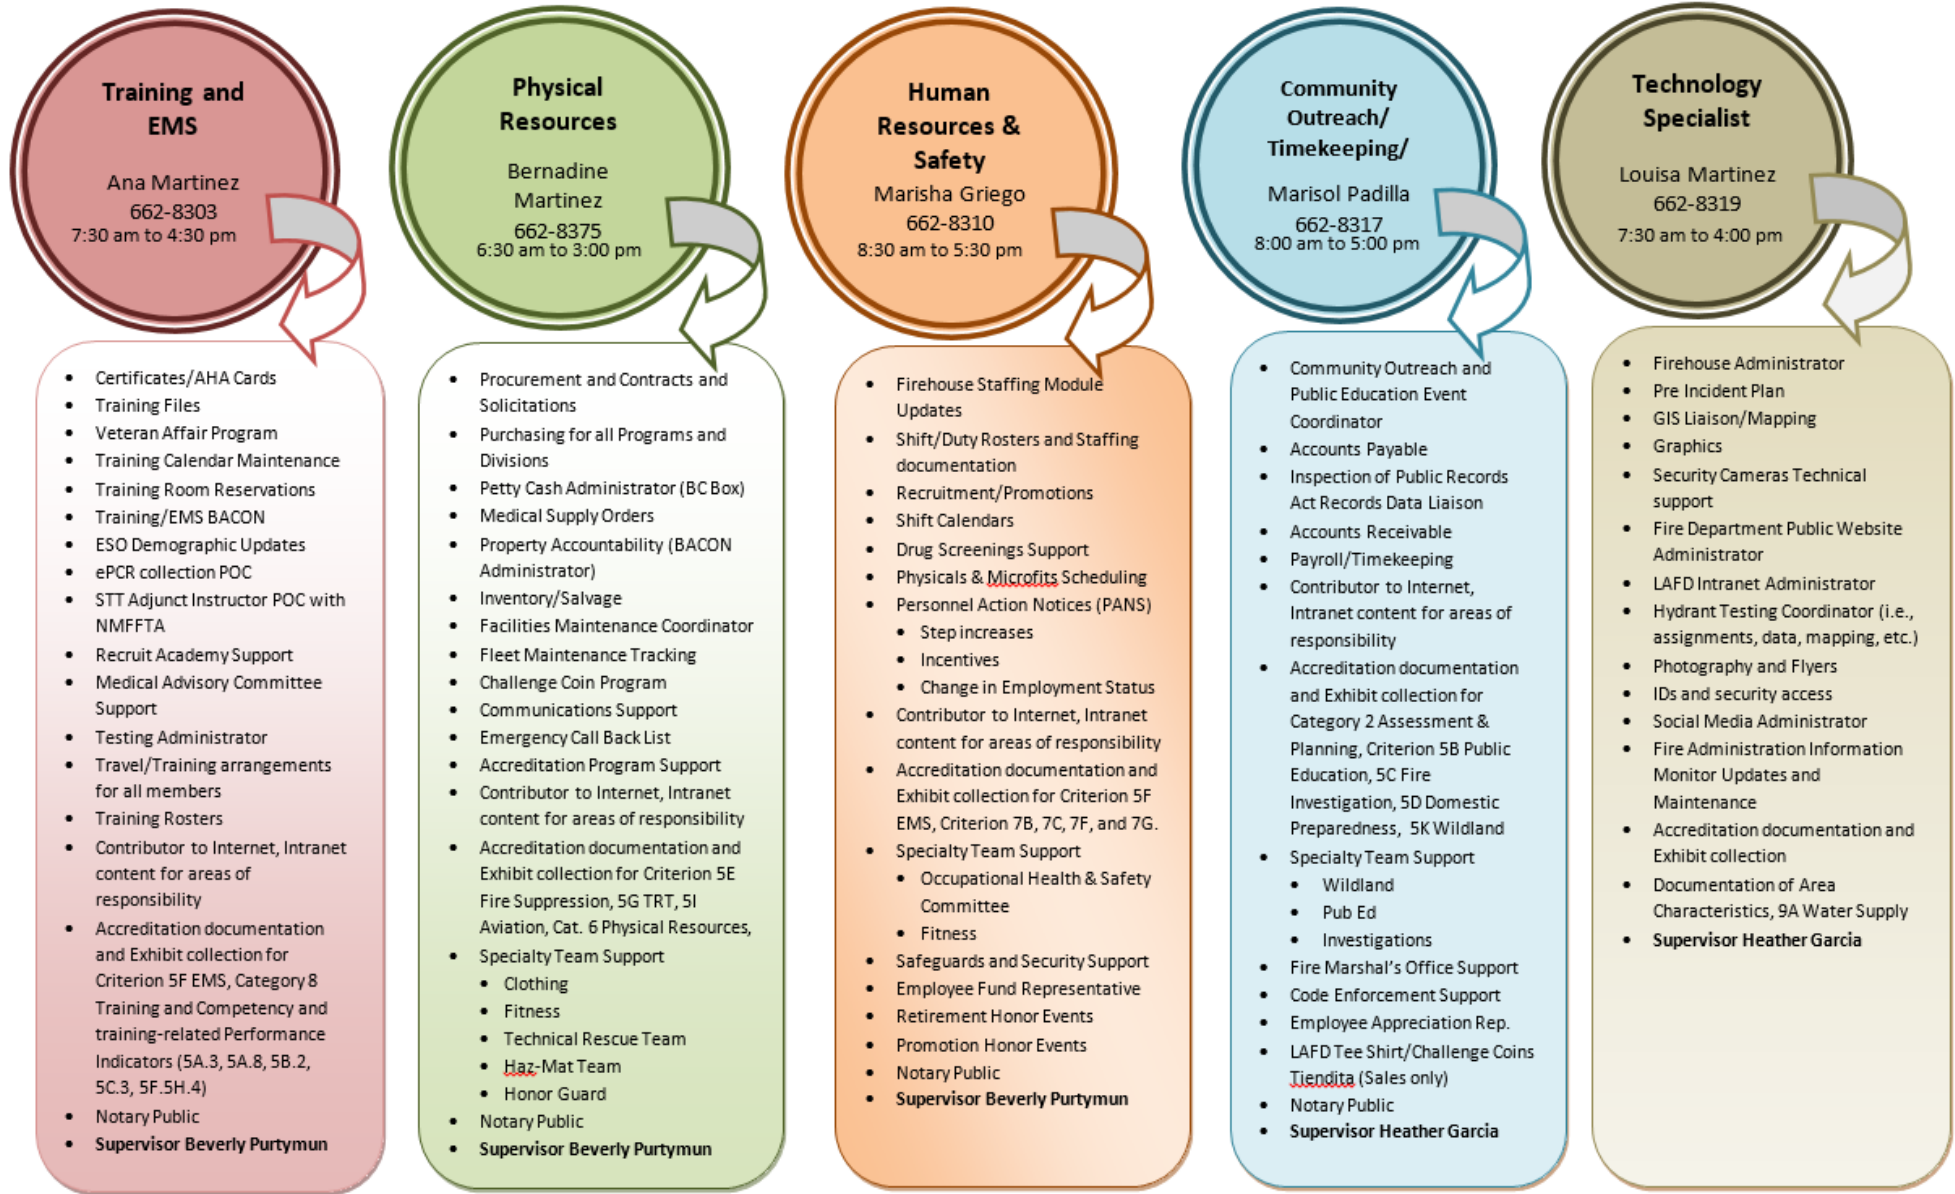 Training and
EMS
Ana Martinez
662-8303
7:30 am to 4:30 pm
• Certificates/AHA Cards
• Training Files
• Veteran Affair Program
• Training Calendar Maintenance
• Training Room Reservations
• Training/EMS BACON
• ESO Demographic Updates
• ePCR collection POC
• STT Adjunct Instructor POC with
NMFFTA
• Recruit Academy Support
• Medical Advisory Committee
Support
• Testing Administrator
• Travel/Training arrangements
for all members
• Training Rosters
• Contributor to Internet, Intranet
content for areas of
responsibility
• Accreditation documentation
and Exhibit collection for
Criterion 5F EMS, Category 8
Training and Competency and
training-related Performance
Indicators (5A.3, 5A.8, 5B.2,
5C.3, 5F.5H.4)
• Notary Public
• Supervisor Beverly Purtymun
Physical
Resources
Bernadine
Martinez
662-8375
6:30 am to 3:00 pm
• Procurement and Contracts and
Solicitations
• Purchasing for all Programs and
Divisions
• Petty Cash Administrator (BC Box)
• Medical Supply Orders
• Property Accountability (BACON
Administrator)
• Inventory/Salvage
• Facilities Maintenance Coordinator
• Fleet Maintenance Tracking
• Challenge Coin Program
• Communications Support
• Emergency Call Back List
• Accreditation Program Support
• Contributor to Internet, Intranet
content for areas of responsibility
• Accreditation documentation and
Exhibit collection for Criterion 5E
Fire Suppression, 5G TRT, 5I
Aviation, Cat. 6 Physical Resources,
• Specialty Team Support
• Clothing
• Fitness
• Technical Rescue Team
• Haz-Mat Team
• Honor Guard
• Notary Public
• Supervisor Beverly Purtymun
Human
Resources &
Safety
Marisha Griego
662-8310
8:30 am to 5:30 pm
• Firehouse Staffing Module
Updates
• Shift/Duty Rosters and Staffing
documentation
• Recruitment/Promotions
• Shift Calendars
• Drug Screenings Support
• Physicals & Microfits Scheduling
• Personnel Action Notices (PANS)
• Step increases
• Incentives
• Change in Employment Status
• Contributor to Internet, Intranet
content for areas of responsibility
• Accreditation documentation and
Exhibit collection for Criterion 5F
EMS, Criterion 7B, 7C, 7F, and 7G.
• Specialty Team Support
• Occupational Health & Safety
Committee
• Fitness
• Safeguards and Security Support
• Employee Fund Representative
• Retirement Honor Events
• Promotion Honor Events
• Notary Public
• Supervisor Beverly Purtymun
Community
Outreach/
Timekeeping/
Marisol Padilla
662-8317
8:00 am to 5:00 pm
• Community Outreach and
Public Education Event
Coordinator
• Accounts Payable
• Inspection of Public Records
Act Records Data Liaison
• Accounts Receivable
• Payroll/Timekeeping
• Contributor to Internet,
Intranet content for areas of
responsibility
• Accreditation documentation
and Exhibit collection for
Category 2 Assessment &
Planning, Criterion 5B Public
Education, 5C Fire
Investigation, 5D Domestic
Preparedness, 5K Wildland
• Specialty Team Support
• Wildland
• Pub Ed
• Investigations
• Fire Marshal's Office Support
• Code Enforcement Support
• Employee Appreciation Rep.
• LAFD Tee Shirt/Challenge Coins
Tiendita (Sales only)
• Notary Public
• Supervisor Heather Garcia
Technology
Specialist
Louisa Martinez
662-8319
7:30 am to 4:00 pm
• Firehouse Administrator
• Pre Incident Plan
• GIS Liaison/Mapping
• Graphics
• Security Cameras Technical
support
• Fire Department Public Website
Administrator
• LAFD Intranet Administrator
• Hydrant Testing Coordinator (i.e.,
assignments, data, mapping, etc.)
• Photography and Flyers
• IDs and security access
• Social Media Administrator
• Fire Administration Information
Monitor Updates and
Maintenance
• Accreditation documentation and
Exhibit collection
• Documentation of Area
Characteristics, 9A Water Supply
• Supervisor Heather Garcia